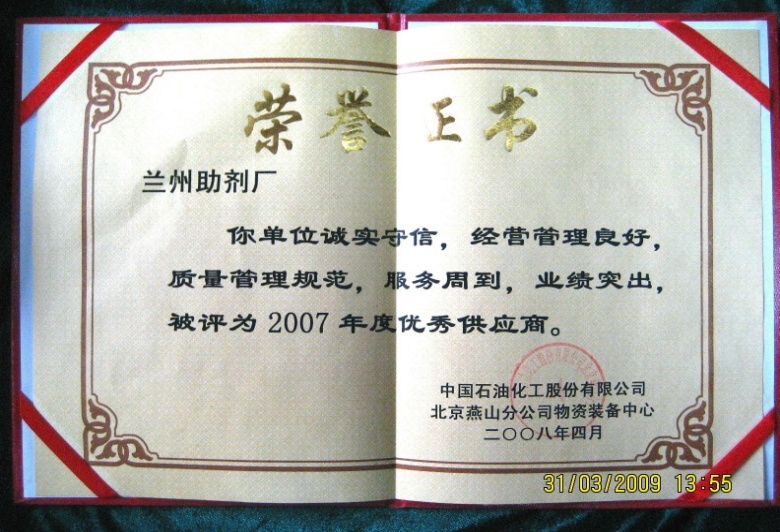 荣誉证书
兰州助剂厂
你单位诚实守信，经营管理良好，
质量管理规范，服务周到，业绩突出，
被评为 2007 年度优秀供应商。
中国石油化工股份有限公司
北京燕山分公司物资装备中心
二〇〇八年四月
31/03/2009 13:55